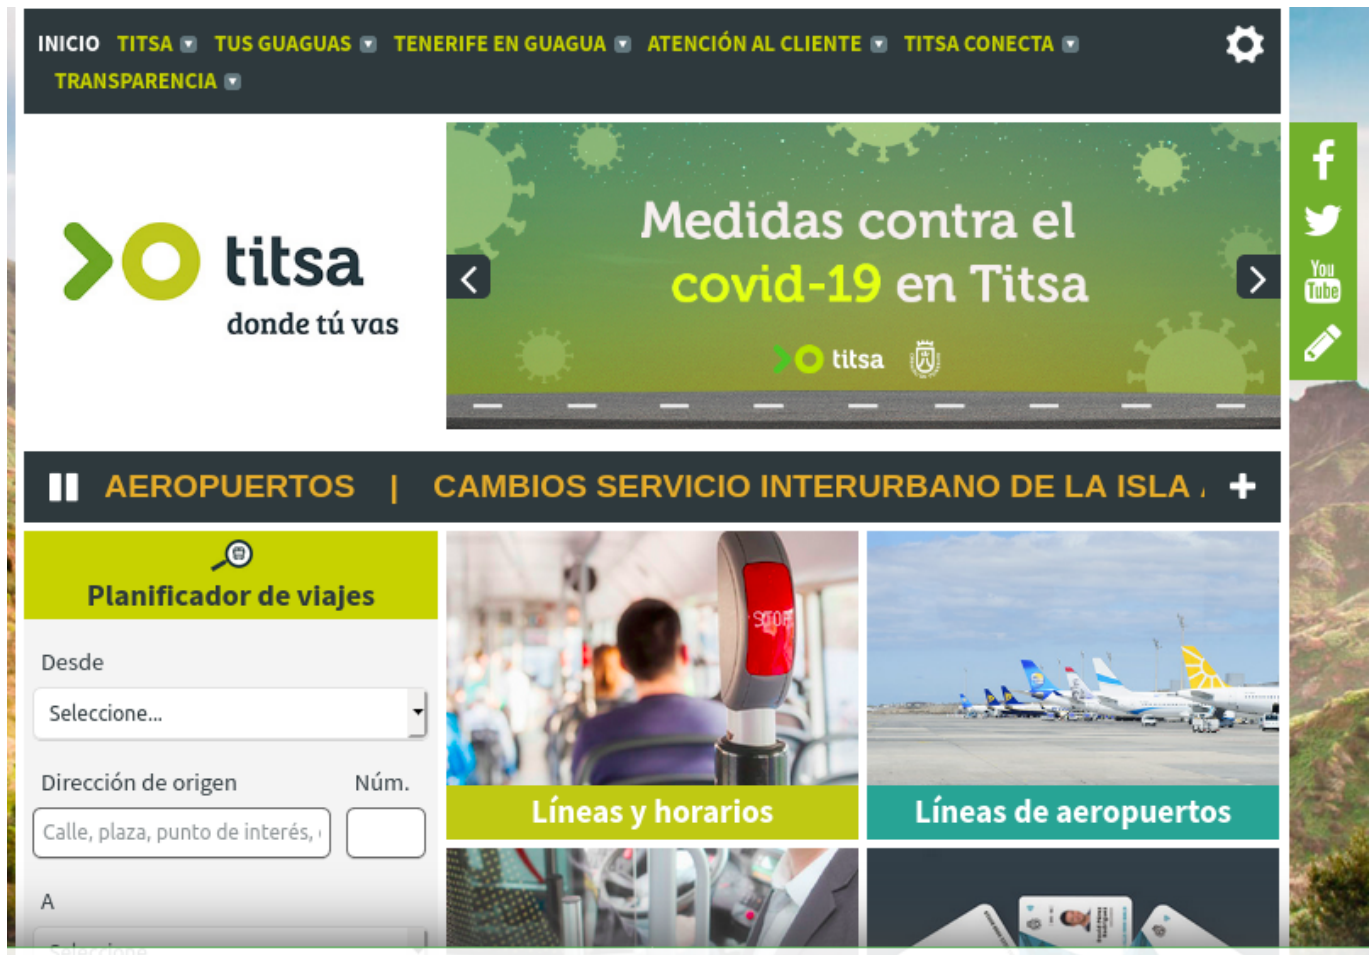 INICIO TITSA TUS GUAGUAS TENERIFE EN GUAGUA ATENCIÓN AL CLIENTE TITSA CONECTA
TRANSPARENCIA
titsa
donde tú vas
Medidas contra el
covid-19 en Titsa
titsa
You
Tube
AEROPUERTOS | CAMBIOS SERVICIO INTERURBANO DE LA ISLA
Planificador de viajes
Desde
Seleccione...
Dirección de origen Núm.
Calle, plaza, punto de interés,
A
Seleccione
STOP
Líneas y horarios
Líneas de aeropuertos